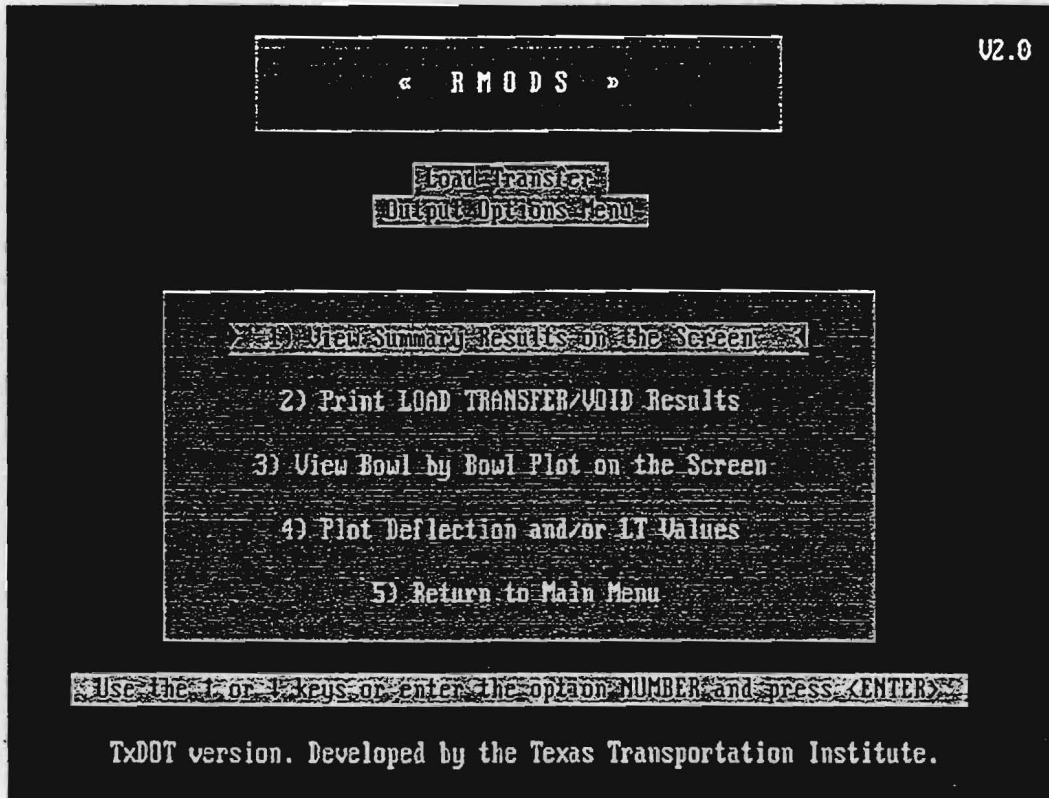 V2.0
« R M O D S »
Load Transfer
Output Options Menu
1) View Summary Results on the Screen
2) Print LOAD TRANSFER/VOID Results
3) View Bowl by Bowl Plot on the Screen
4) Plot Deflection and/or LT Values
5) Return to Main Menu
Use the ↑ or ↓ keys or enter the option NUMBER and press <ENTER>
TxDOT version. Developed by the Texas Transportation Institute.